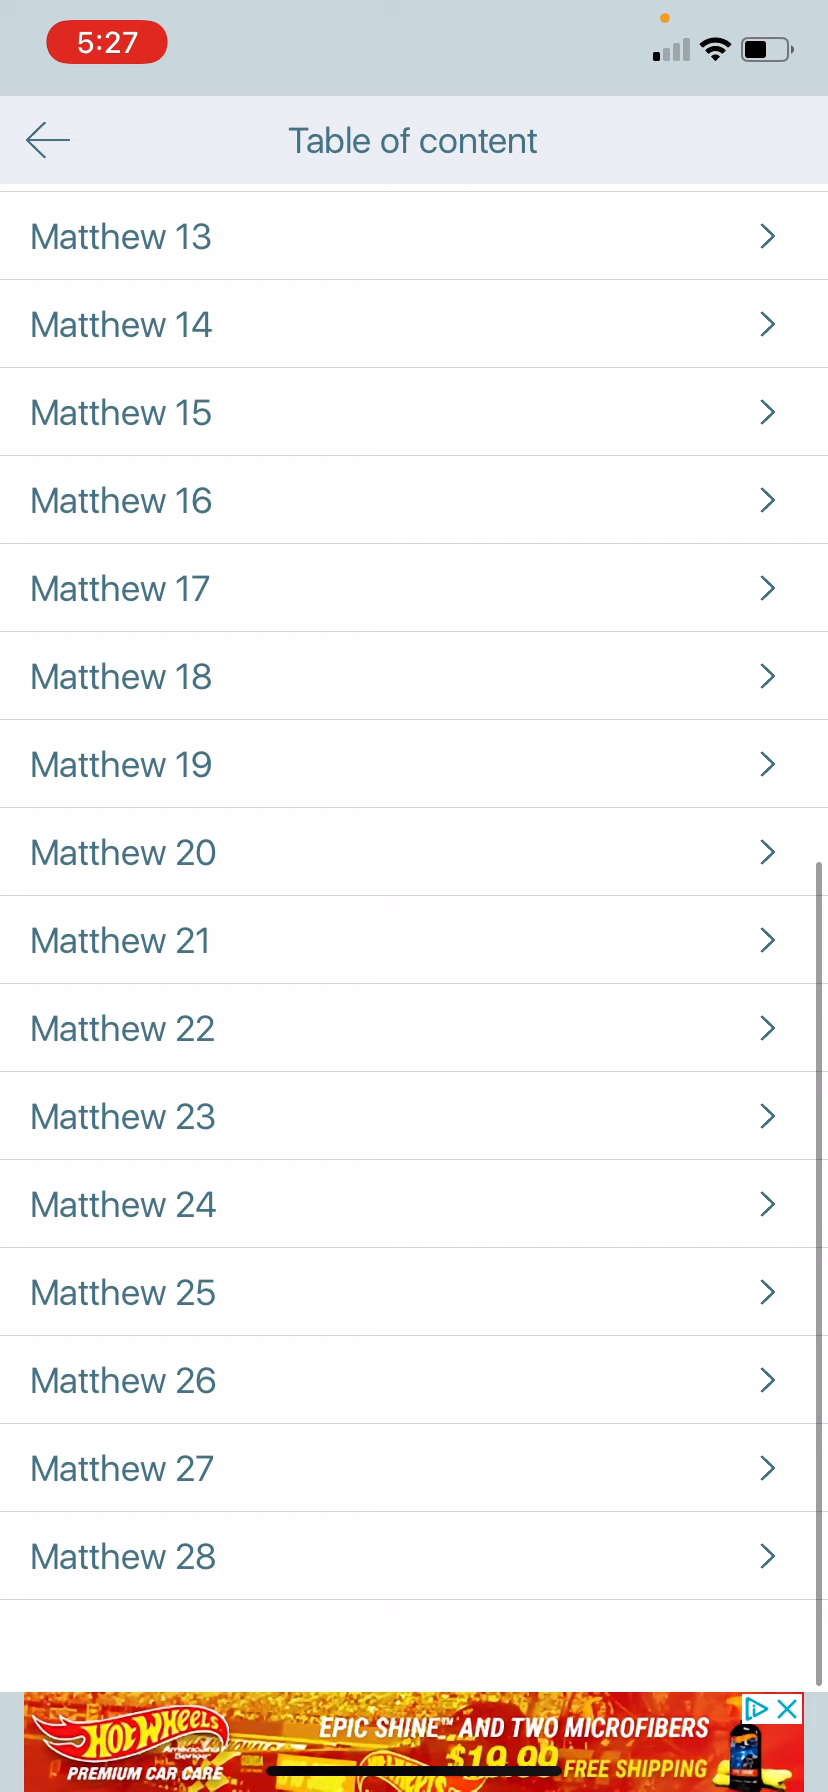 5:27
Table of content
Matthew 13
Matthew 14
Matthew 15
Matthew 16
Matthew 17
Matthew 18
Matthew 19
Matthew 20
Matthew 21
Matthew 22
Matthew 23
Matthew 24
Matthew 25
Matthew 26
Matthew 27
Matthew 28
HOT WHEELS
PREMIUM CAR CARE
EPIC SHINE™ AND TWO MICROFIBERS
$19.99 FREE SHIPPING